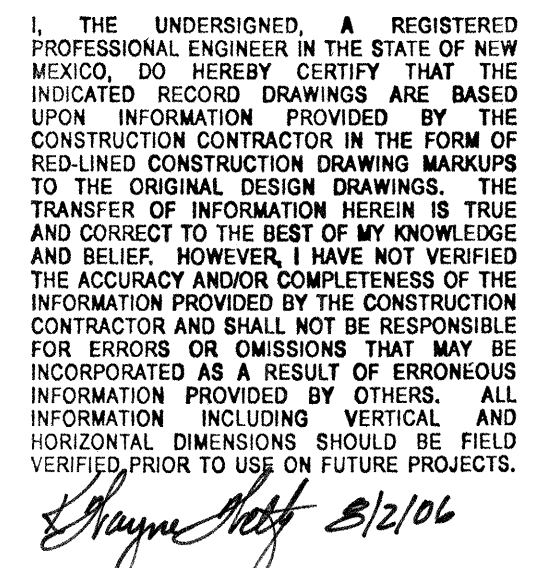 I, THE UNDERSIGNED, A REGISTERED
PROFESSIONAL ENGINEER IN THE STATE OF NEW
MEXICO, DO HEREBY CERTIFY THAT THE
INDICATED RECORD DRAWINGS ARE BASED
UPON INFORMATION PROVIDED BY THE
CONSTRUCTION CONTRACTOR IN THE FORM OF
RED-LINED CONSTRUCTION DRAWING MARKUPS
TO THE ORIGINAL DESIGN DRAWINGS. THE
TRANSFER OF INFORMATION HEREIN IS TRUE
AND CORRECT TO THE BEST OF MY KNOWLEDGE
AND BELIEF. HOWEVER, I HAVE NOT VERIFIED
THE ACCURACY AND/OR COMPLETENESS OF THE
INFORMATION PROVIDED BY THE CONSTRUCTION
CONTRACTOR AND SHALL NOT BE RESPONSIBLE
FOR ERRORS OR OMISSIONS THAT MAY BE
INCORPORATED AS A RESULT OF ERRONEOUS
INFORMATION PROVIDED BY OTHERS. ALL
INFORMATION INCLUDING VERTICAL AND
HORIZONTAL DIMENSIONS SHOULD BE FIELD
VERIFIED PRIOR TO USE ON FUTURE PROJECTS.
Wayne 8/2/06